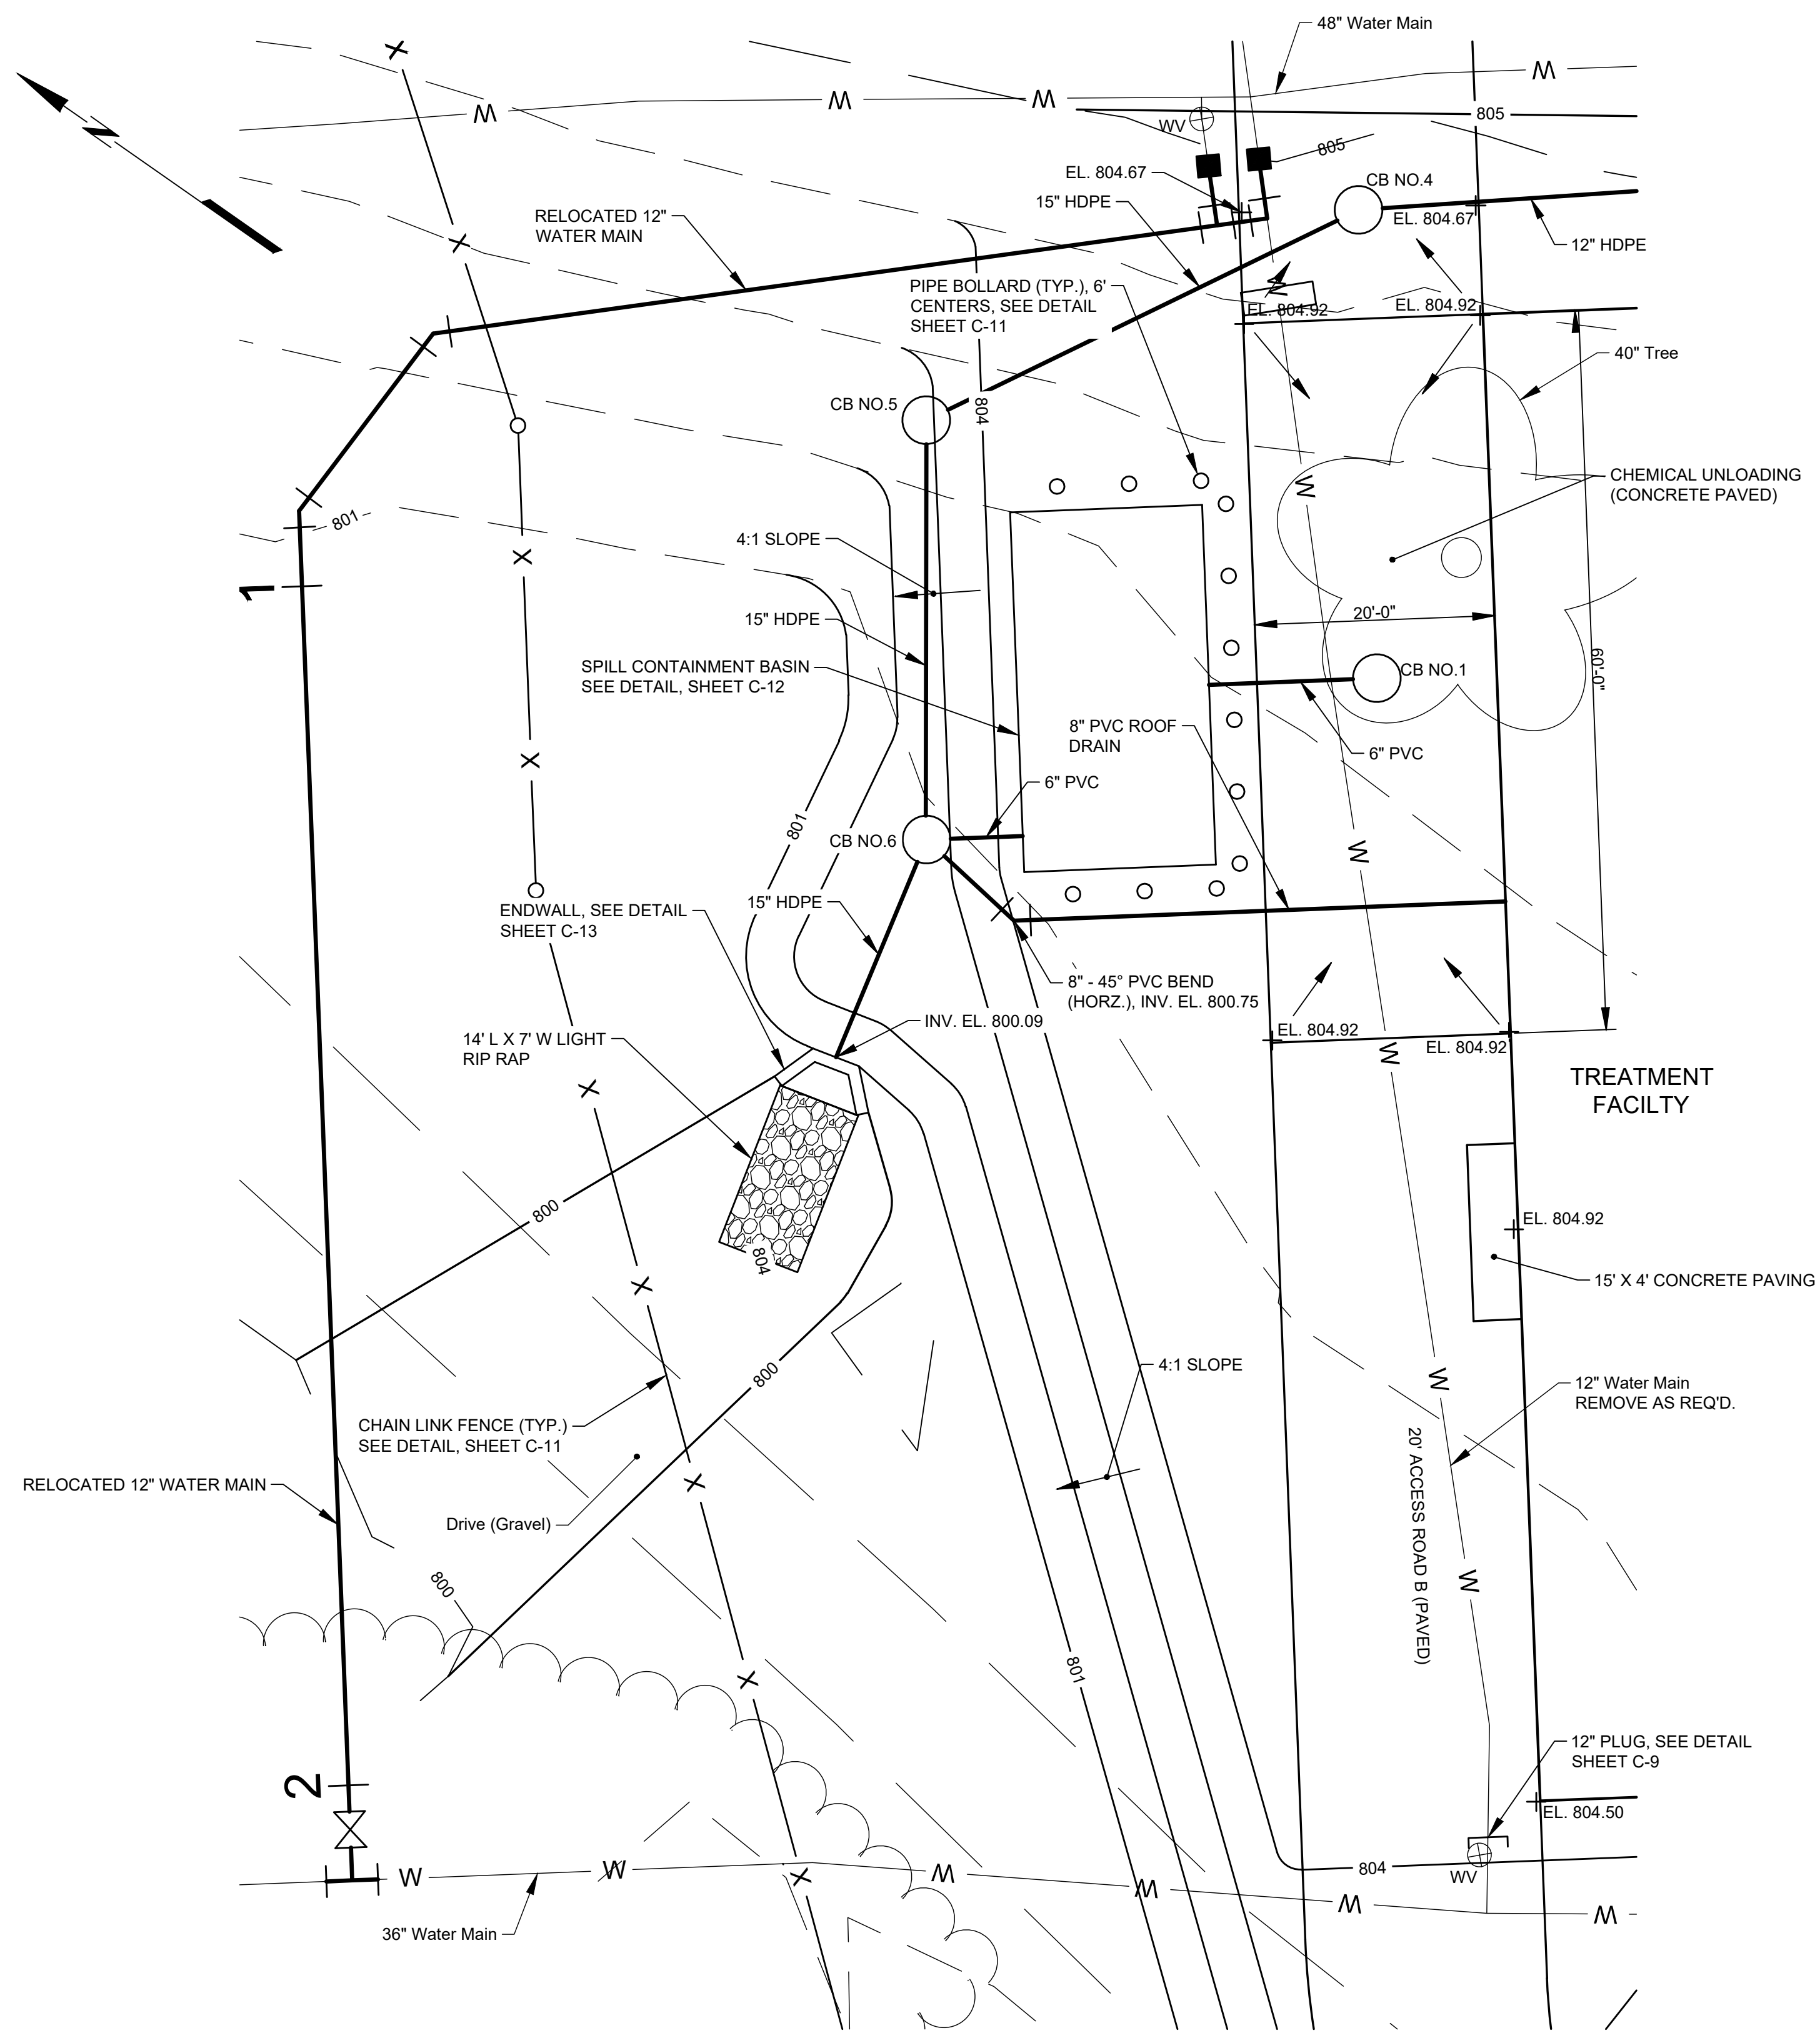 48" Water Main
W
W
W
W
805
WV
805
N
EL. 804.67
CB NO.4
15" HDPE
EL. 804.67
RELOCATED 12"
WATER MAIN
12" HDPE
X
X
PIPE BOLLARD (TYP.), 6'
CENTERS, SEE DETAIL
SHEET C-11
W
EL. 804.92
EL. 804.92
40" Tree
CB NO.5
804
CHEMICAL UNLOADING
(CONCRETE PAVED)
W
801
4:1 SLOPE
X
1
15" HDPE
20'-0"
SPILL CONTAINMENT BASIN
SEE DETAIL, SHEET C-12
CB NO.1
60'-0"
8" PVC ROOF
DRAIN
6" PVC
X
6" PVC
801
CB NO.6
W
15" HDPE
ENDWALL, SEE DETAIL
SHEET C-13
8" - 45° PVC BEND
(HORZ.), INV. EL. 800.75
INV. EL. 800.09
EL. 804.92
EL. 804.92
W
14' L X 7' W LIGHT
RIP RAP
X
TREATMENT
FACILTY
800
EL. 804.92
804
X
15' X 4' CONCRETE PAVING
4:1 SLOPE
800
W
12" Water Main
REMOVE AS REQ'D.
CHAIN LINK FENCE (TYP.)
SEE DETAIL, SHEET C-11
RELOCATED 12" WATER MAIN
X
20' ACCESS ROAD B (PAVED)
Drive (Gravel)
800
W
801
X
12" PLUG, SEE DETAIL
SHEET C-9
2
EL. 804.50
W
W
X
W
W
W
W
804
WV
36" Water Main